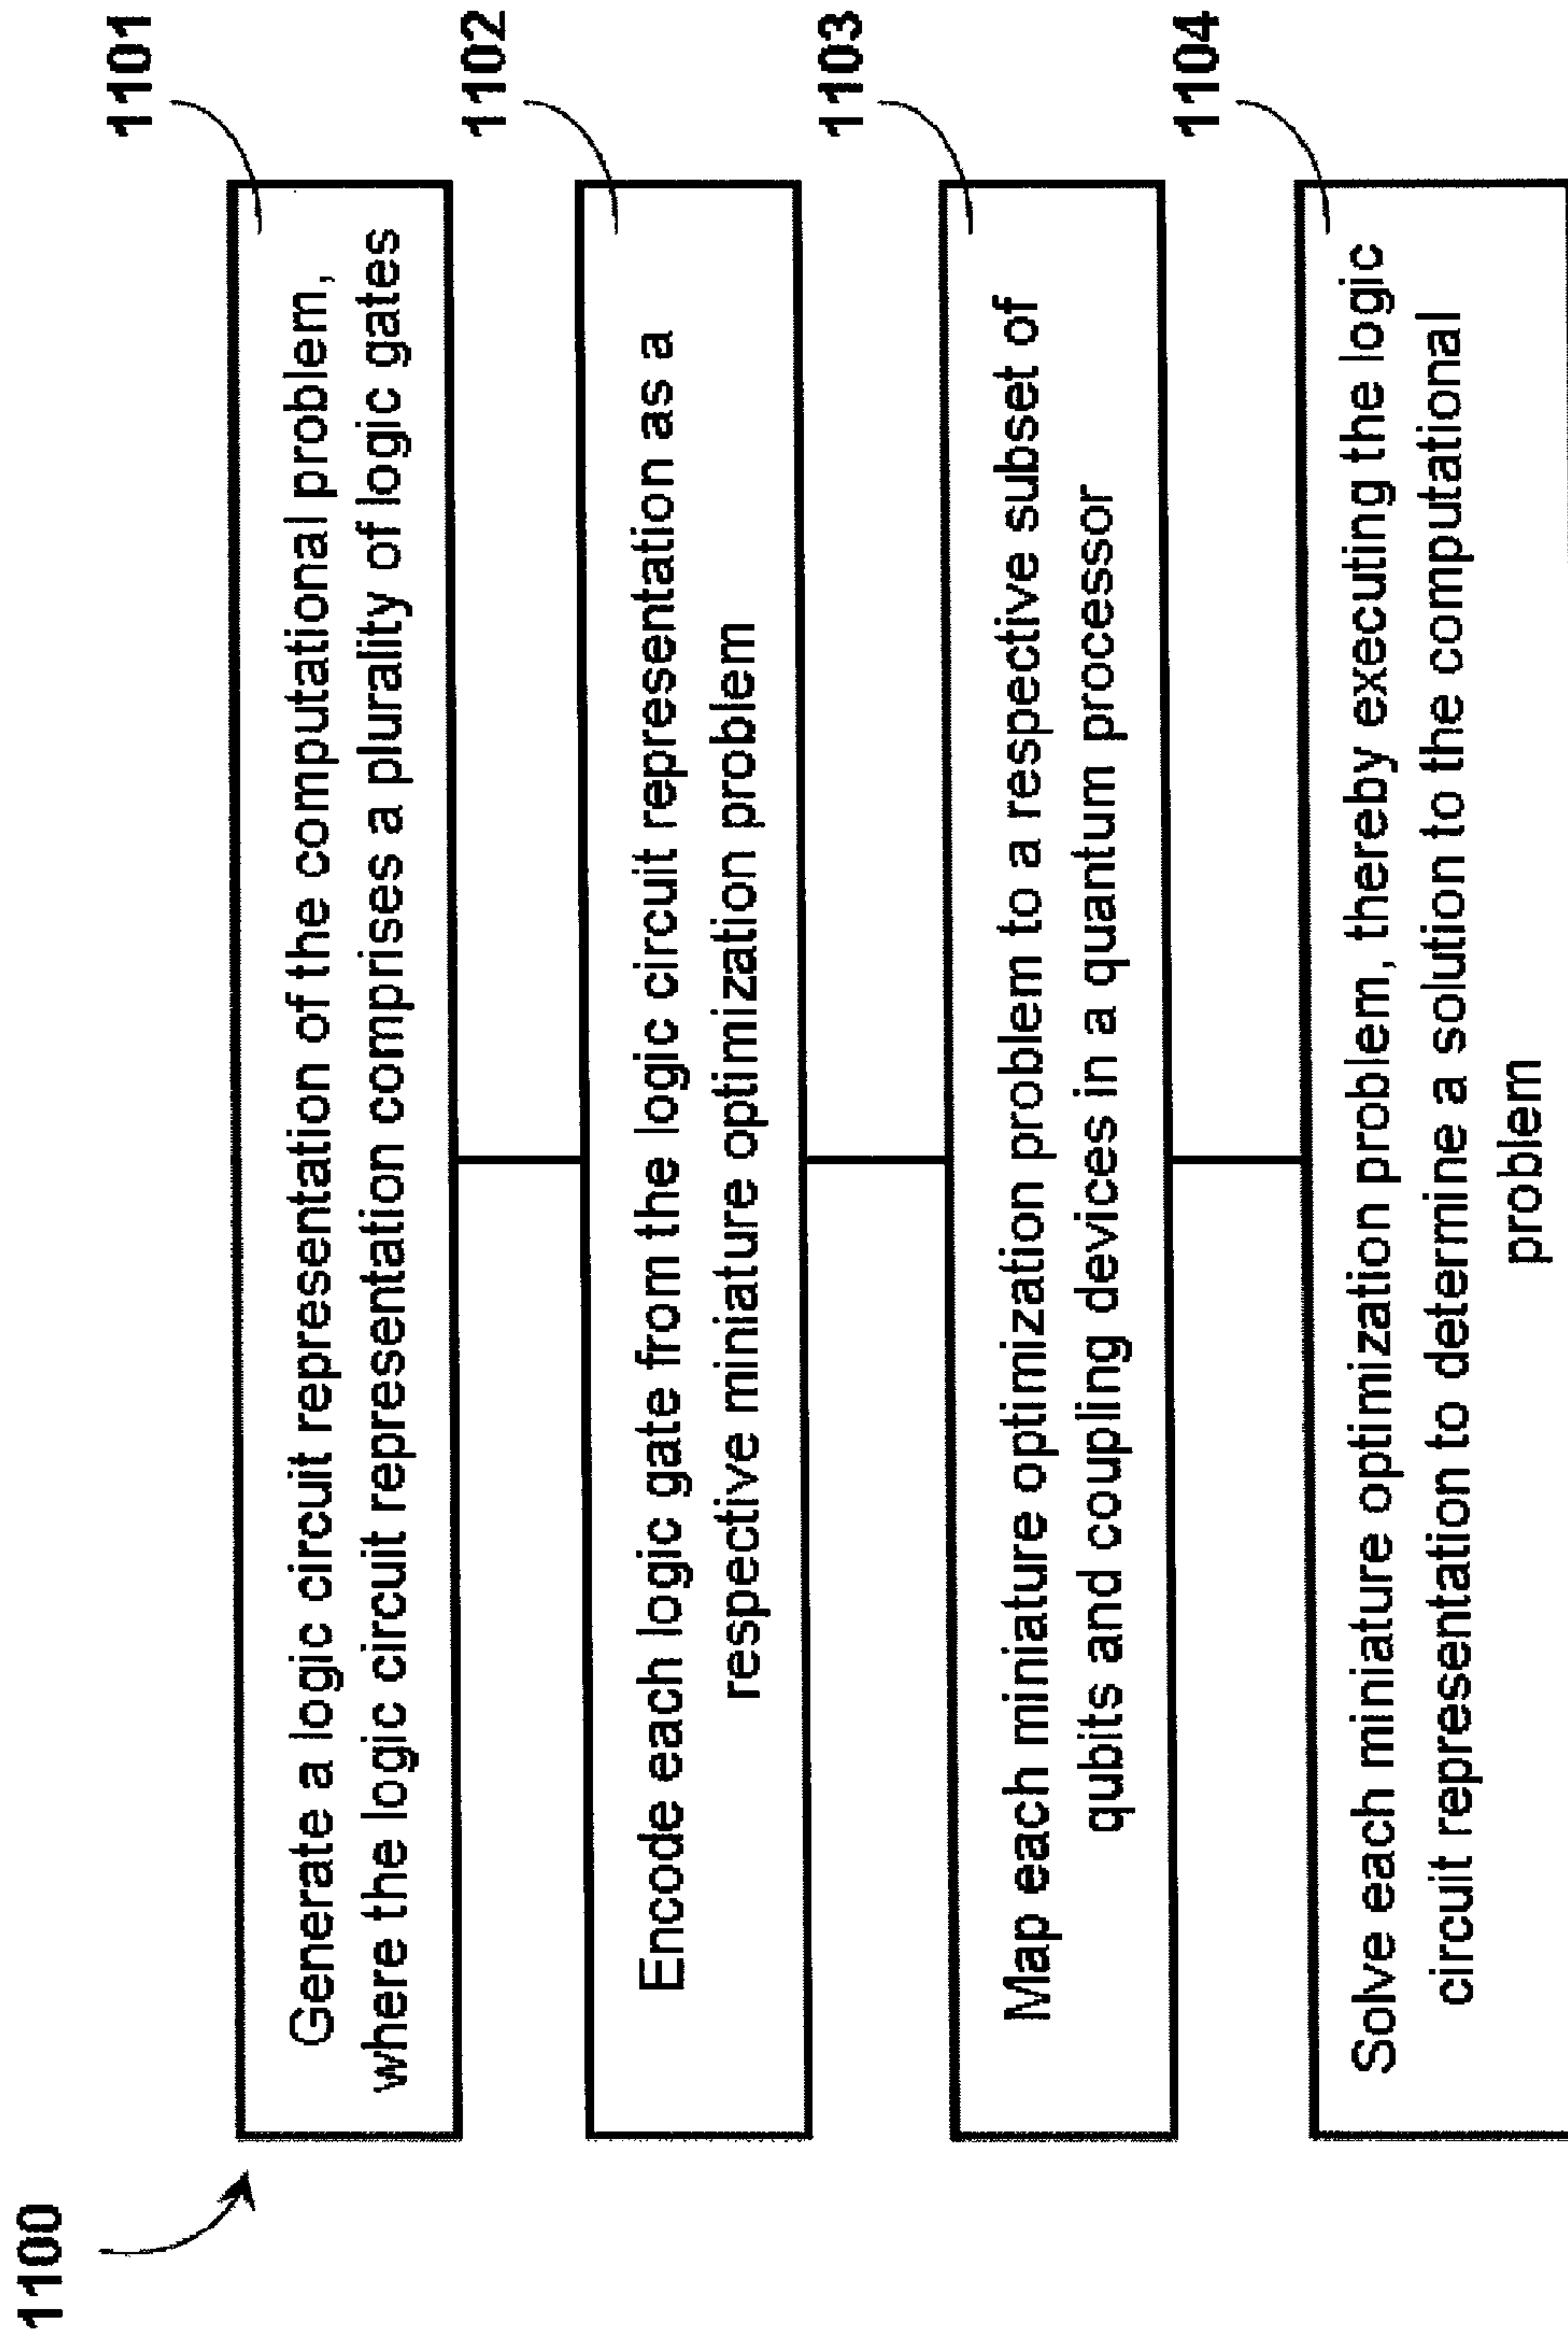 1100
1101
Generate a logic circuit representation of the computational problem,
where the logic circuit representation comprises a plurality of logic gates
1102
Encode each logic gate from the logic circuit representation as a
respective miniature optimization problem
1103
Map each miniature optimization problem to a respective subset of
qubits and coupling devices in a quantum processor
1104
Solve each miniature optimization problem, thereby executing the logic
circuit representation to determine a solution to the computational
problem